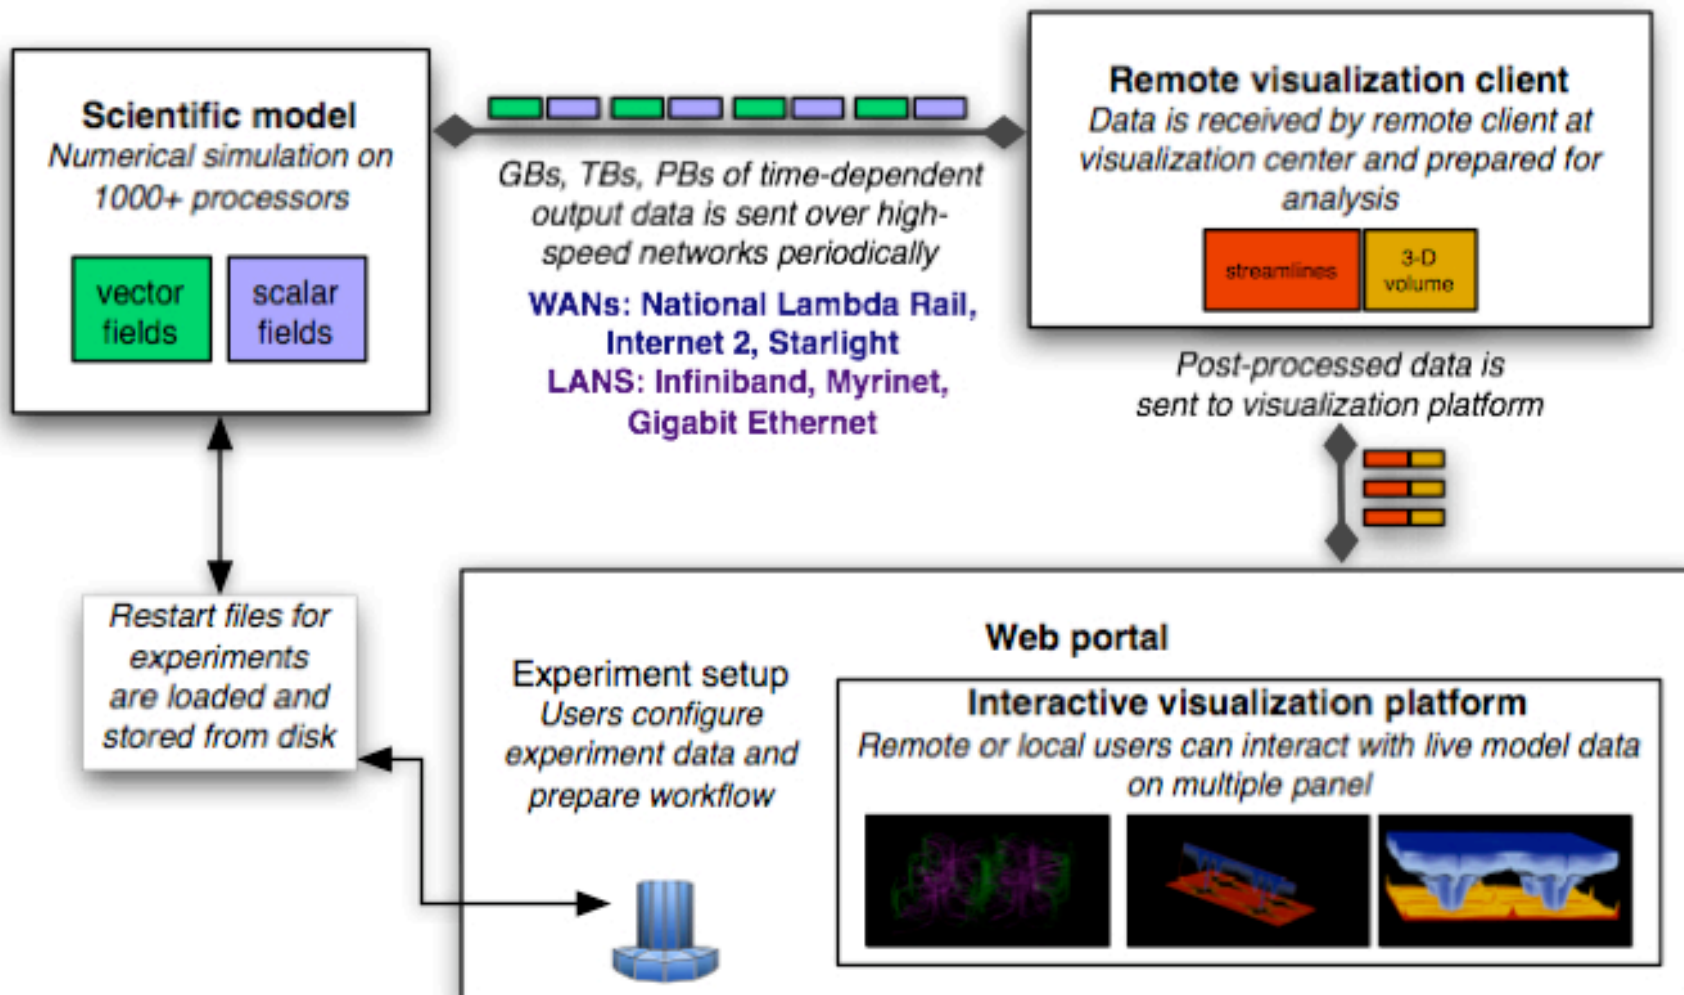 Scientific model
Numerical simulation on
1000+ processors
vector
fields
scalar
fields
GBs, TBs, PBs of time-dependent
output data is sent over high-
speed networks periodically
WANs: National Lambda Rail,
Internet 2, Starlight
LANS: Infiniband, Myrinet,
Gigabit Ethernet
Remote visualization client
Data is received by remote client at
visualization center and prepared for
analysis
streamlines
3-D
volume
Post-processed data is
sent to visualization platform
Restart files for
experiments
are loaded and
stored from disk
Web portal
Experiment setup
Users configure
experiment data and
prepare workflow
Interactive visualization platform
Remote or local users can interact with live model data
on multiple panel